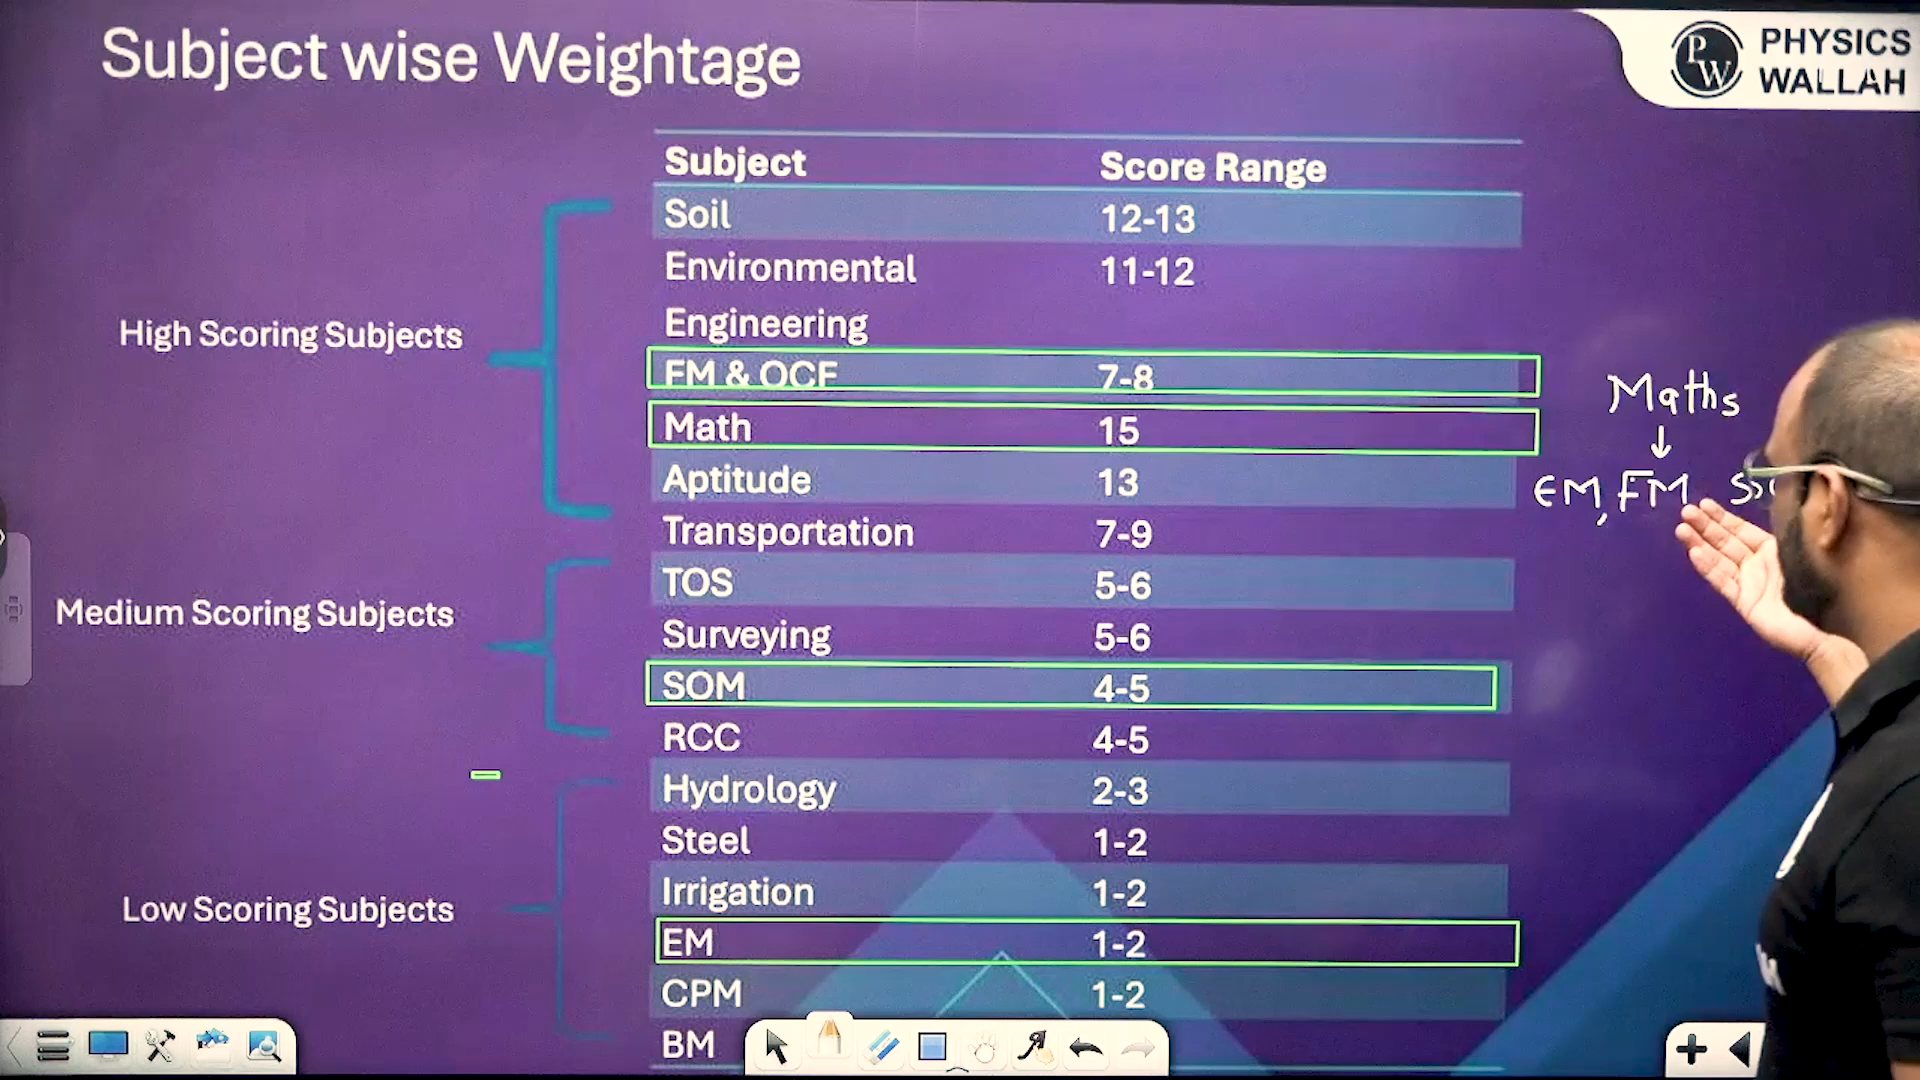 Subject wise Weightage
PHYSICS
WALLAH
PW
Subject Score Range
Soil 12-13
Environmental 11-12
Engineering
FM & OCF 7-8
Math 15
Aptitude 13
Transportation 7-9
TOS 5-6
Surveying 5-6
SOM 4-5
RCC 4-5
Hydrology 2-3
Steel 1-2
Irrigation 1-2
EM 1-2
CPM 1-2
BM
High Scoring Subjects
Medium Scoring Subjects
Low Scoring Subjects
Maths
EM, FM